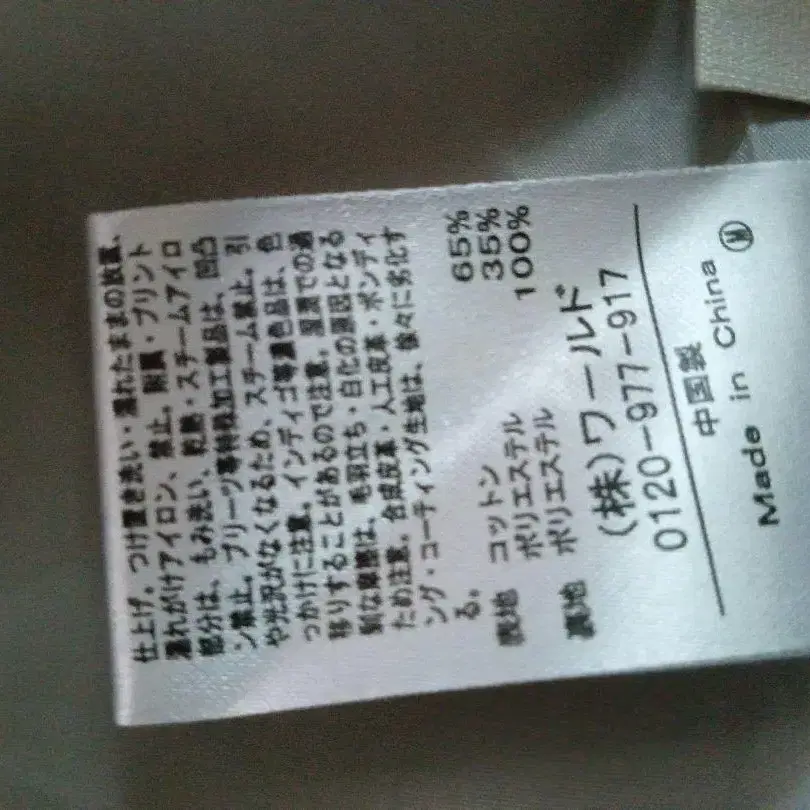 仕上げ。つけ置き洗い・濡れたままの放置、
濡れがけアイロン、禁止。耐属・プリント
部分は、もみ洗い、乾熱・スチームアイロ
ン禁止。プリーツ等特殊加工製品は、凹凸
や光沢がなくなるため、スチーム禁止。引
っかけに注意。インディゴ等濃色品は、色
移りすることがあるので注意。湿潤での過
剰な摩擦は、毛羽立ち・白化の原因となる
ため注意。合成皮革・人工皮革・ボンディ
ング・コーティング生地は、徐々に劣化す
る。
表地 コットン 65%
ポリエステル 35%
裏地 ポリエステル 100%
(株)ワールド
0120-977-917
中国製
Made in China Ⓜ